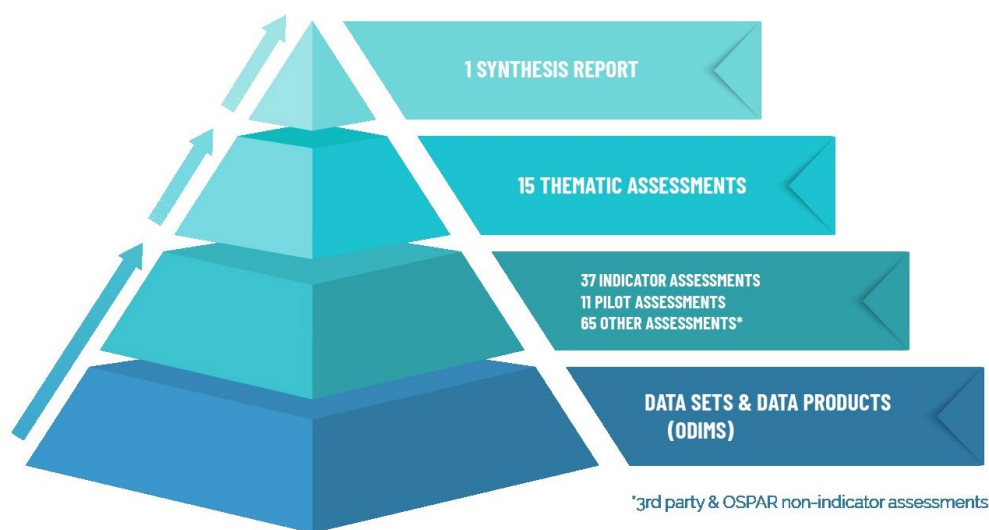 1 SYNTHESIS REPORT
15 THEMATIC ASSESSMENTS
37 INDICATOR ASSESSMENTS
11 PILOT ASSESSMENTS
65 OTHER ASSESSMENTS*
DATA SETS & DATA PRODUCTS
(ODIMS)
*3rd party & OSPAR non-indicator assessments